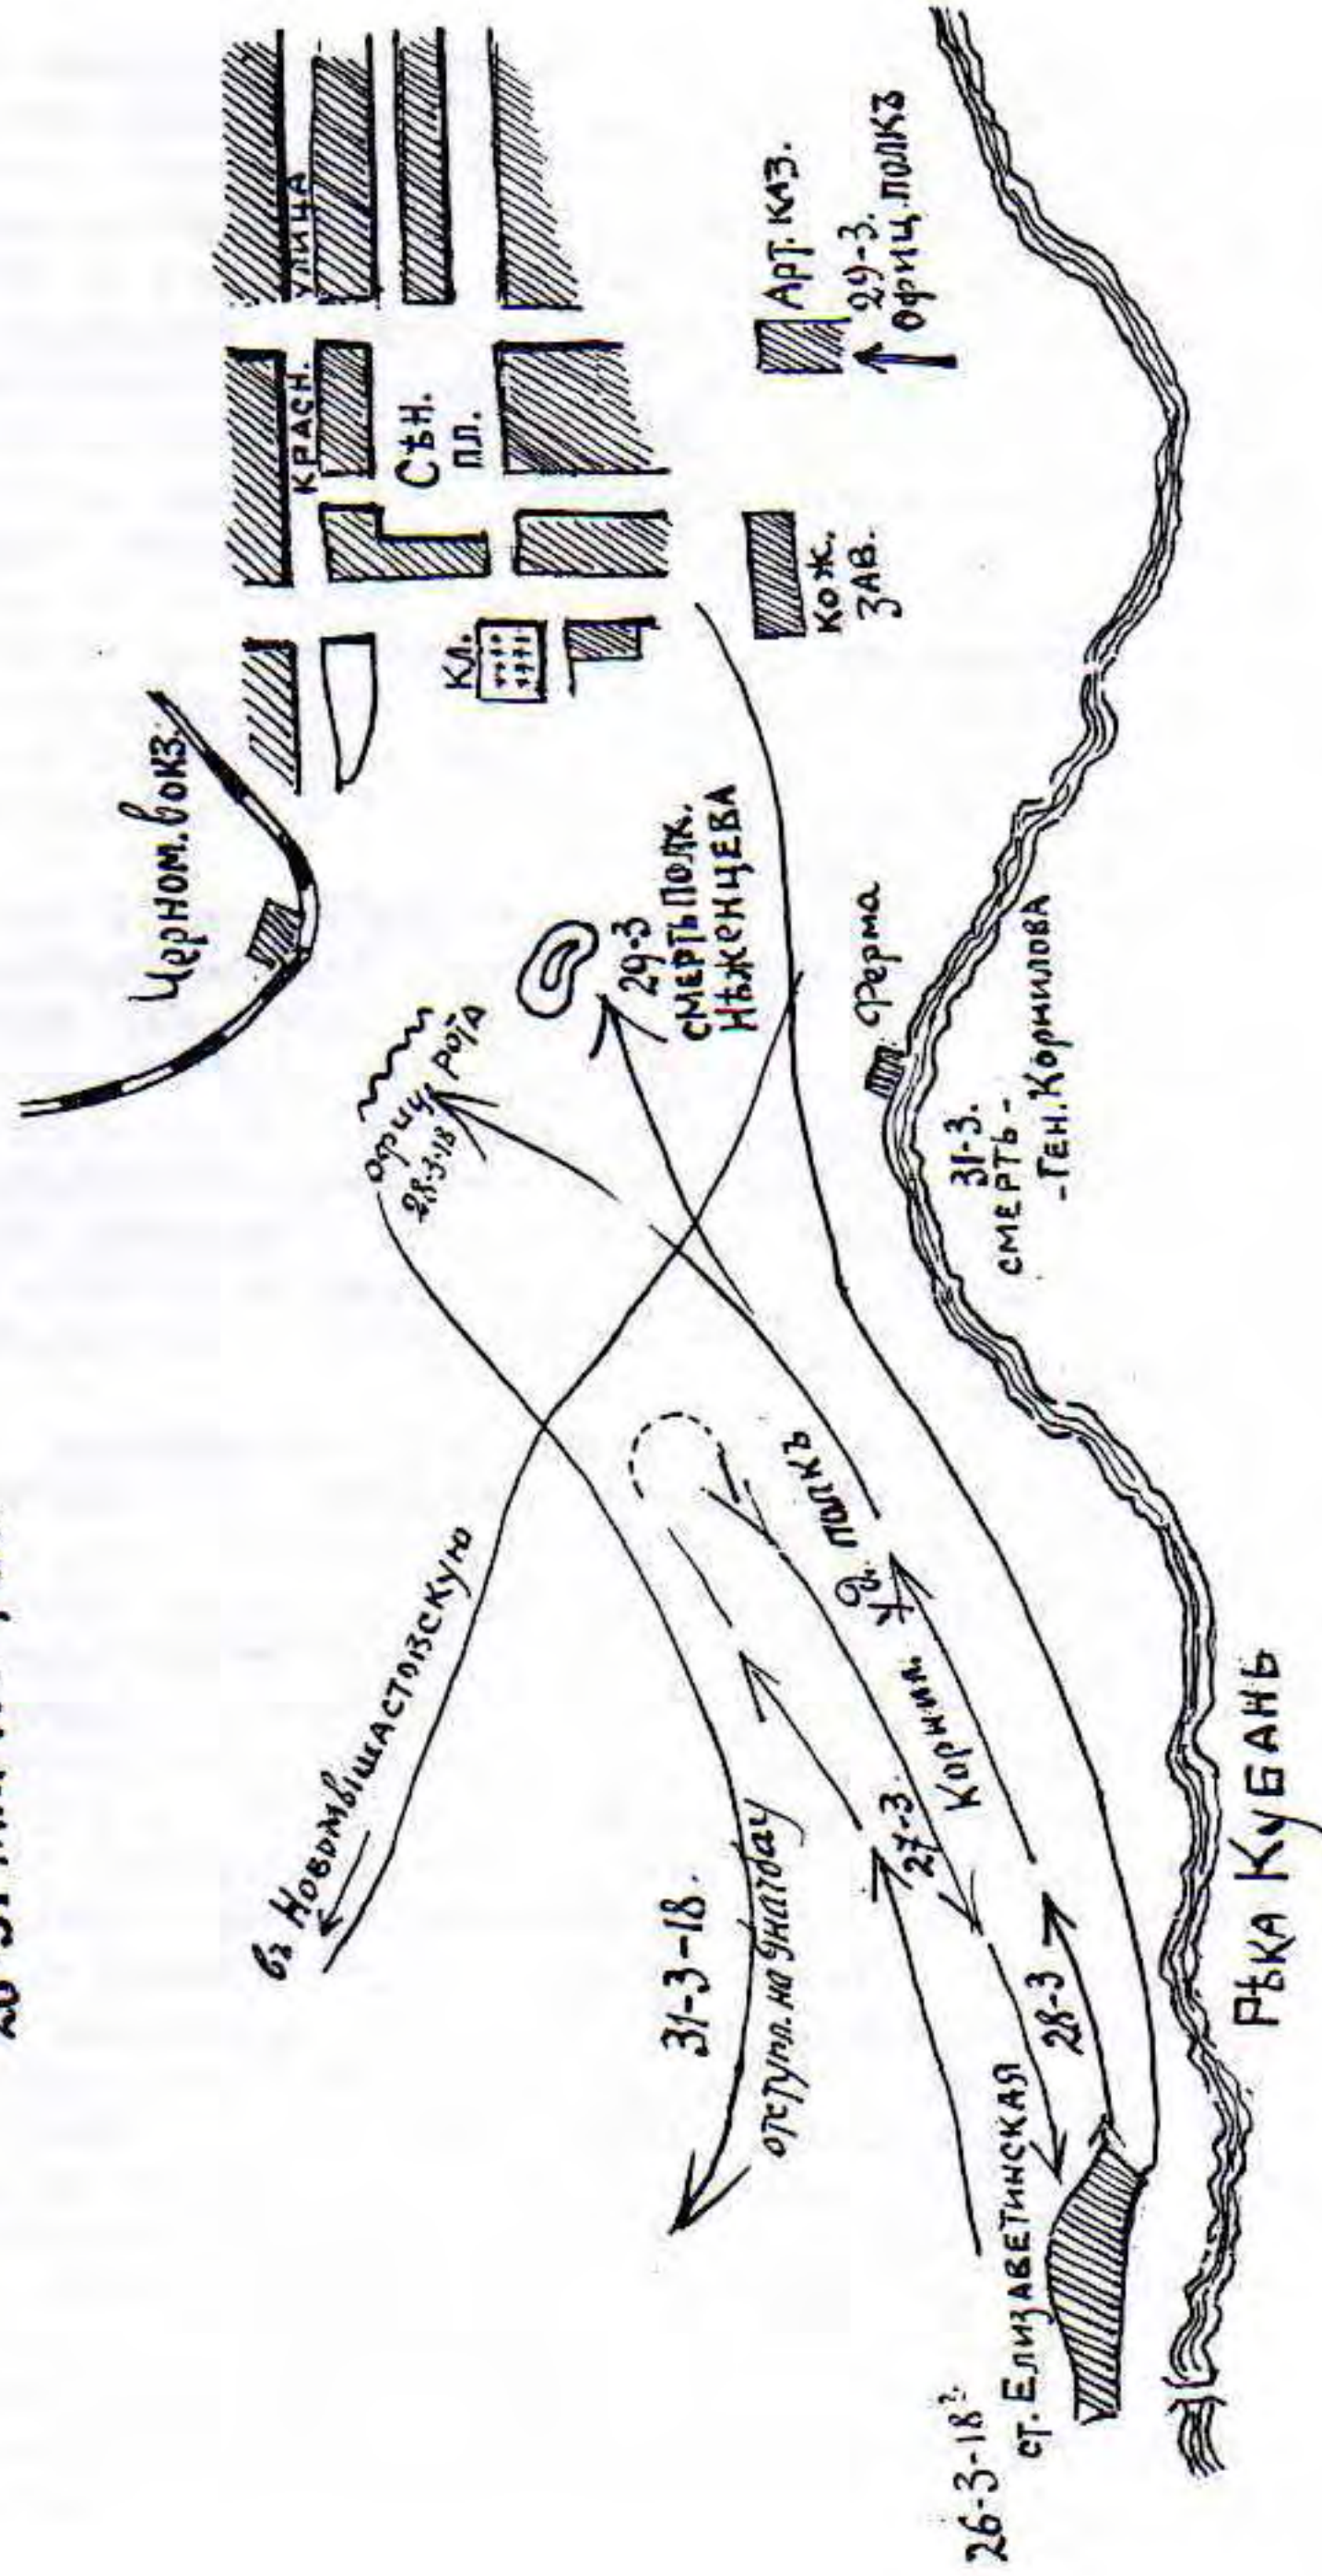 Черном. Вокз.
КРАСН. УЛИЦА
СѢН.
ПЛ.
КЛ.
АРТ. КАЗ.
29-3.
ОФИЦ. ПОЛКЪ
КОЖ.
ЗАВ.
Офиц. рота
28-3-18
29-3
СМЕРТЬ ПОЛК.
НѢЖЕНЦЕВА
Ферма
31-3.
СМЕРТЬ -
- ГЕН. Корнилова
въ
31-3-18.
отступл. на
27-3.
Корнил. Уд. полкъ
28-3
26-3-18
СТ. ЕЛИЗАВЕТИНСКАЯ
РѢКА КУБАНЬ